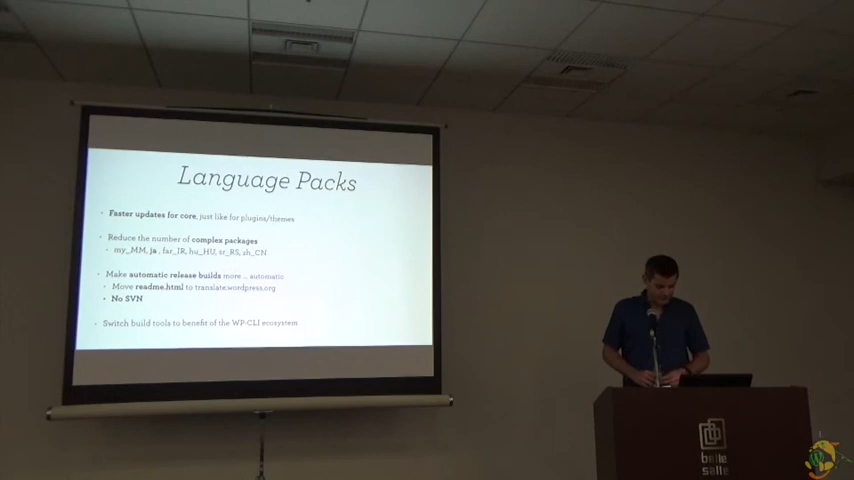 Language Packs
Faster updates for core, just like for plugins/themes
Reduce the number of complex packages
my_MM, ja, far_IR, hu_HU, sr_RS, zh_CN
Make automatic release builds more ... automatic
Move readme.html to translate.wordpress.org
No SVN
Switch build tools to benefit of the WP-CLI ecosystem
belle
salle